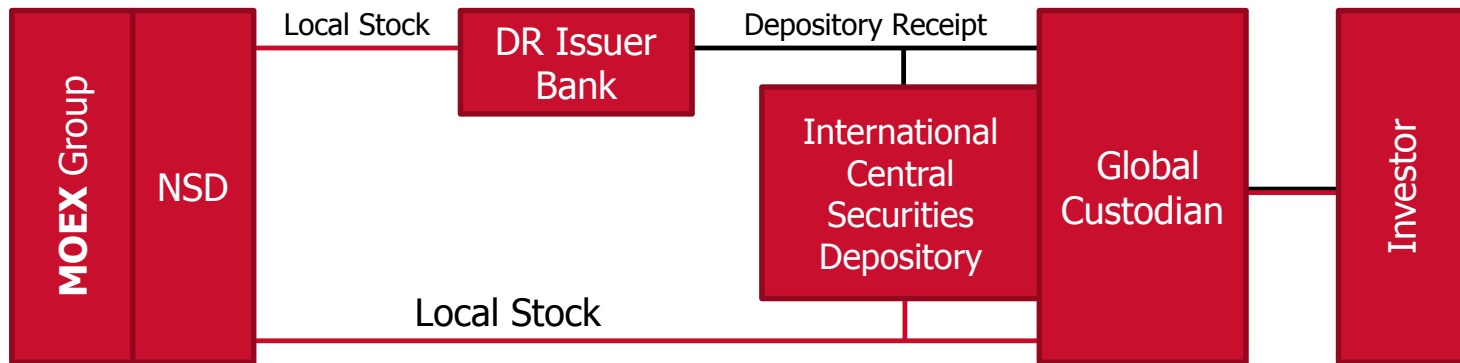 MOEX Group
NSD
Local Stock
DR Issuer
Bank
Depository Receipt
International
Central
Securities
Depository
Global
Custodian
Investor
Local Stock